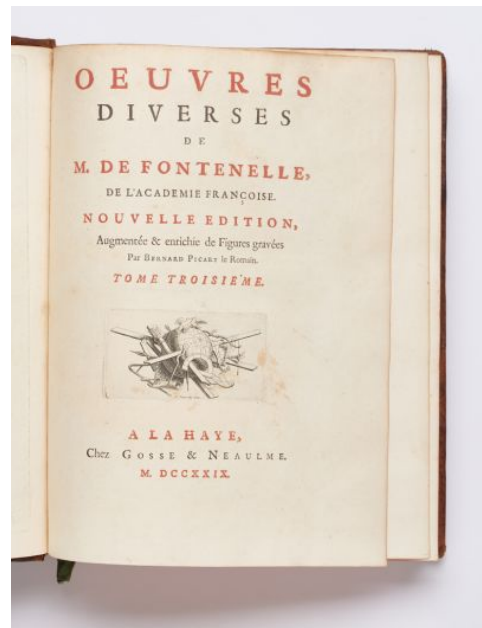 OEUVRES
DIVERSES
DE
M. DE FONTENELLE,
DE L'ACADEMIE FRANÇOISE.
NOUVELLE EDITION,
Augmentée & enrichie de Figures gravées
Par BERNARD PICART le Romain.
TOME TROISIE'ME.
A LA HAYE,
Chez GOSSE & NEAULME.
M. DCCXXIX.